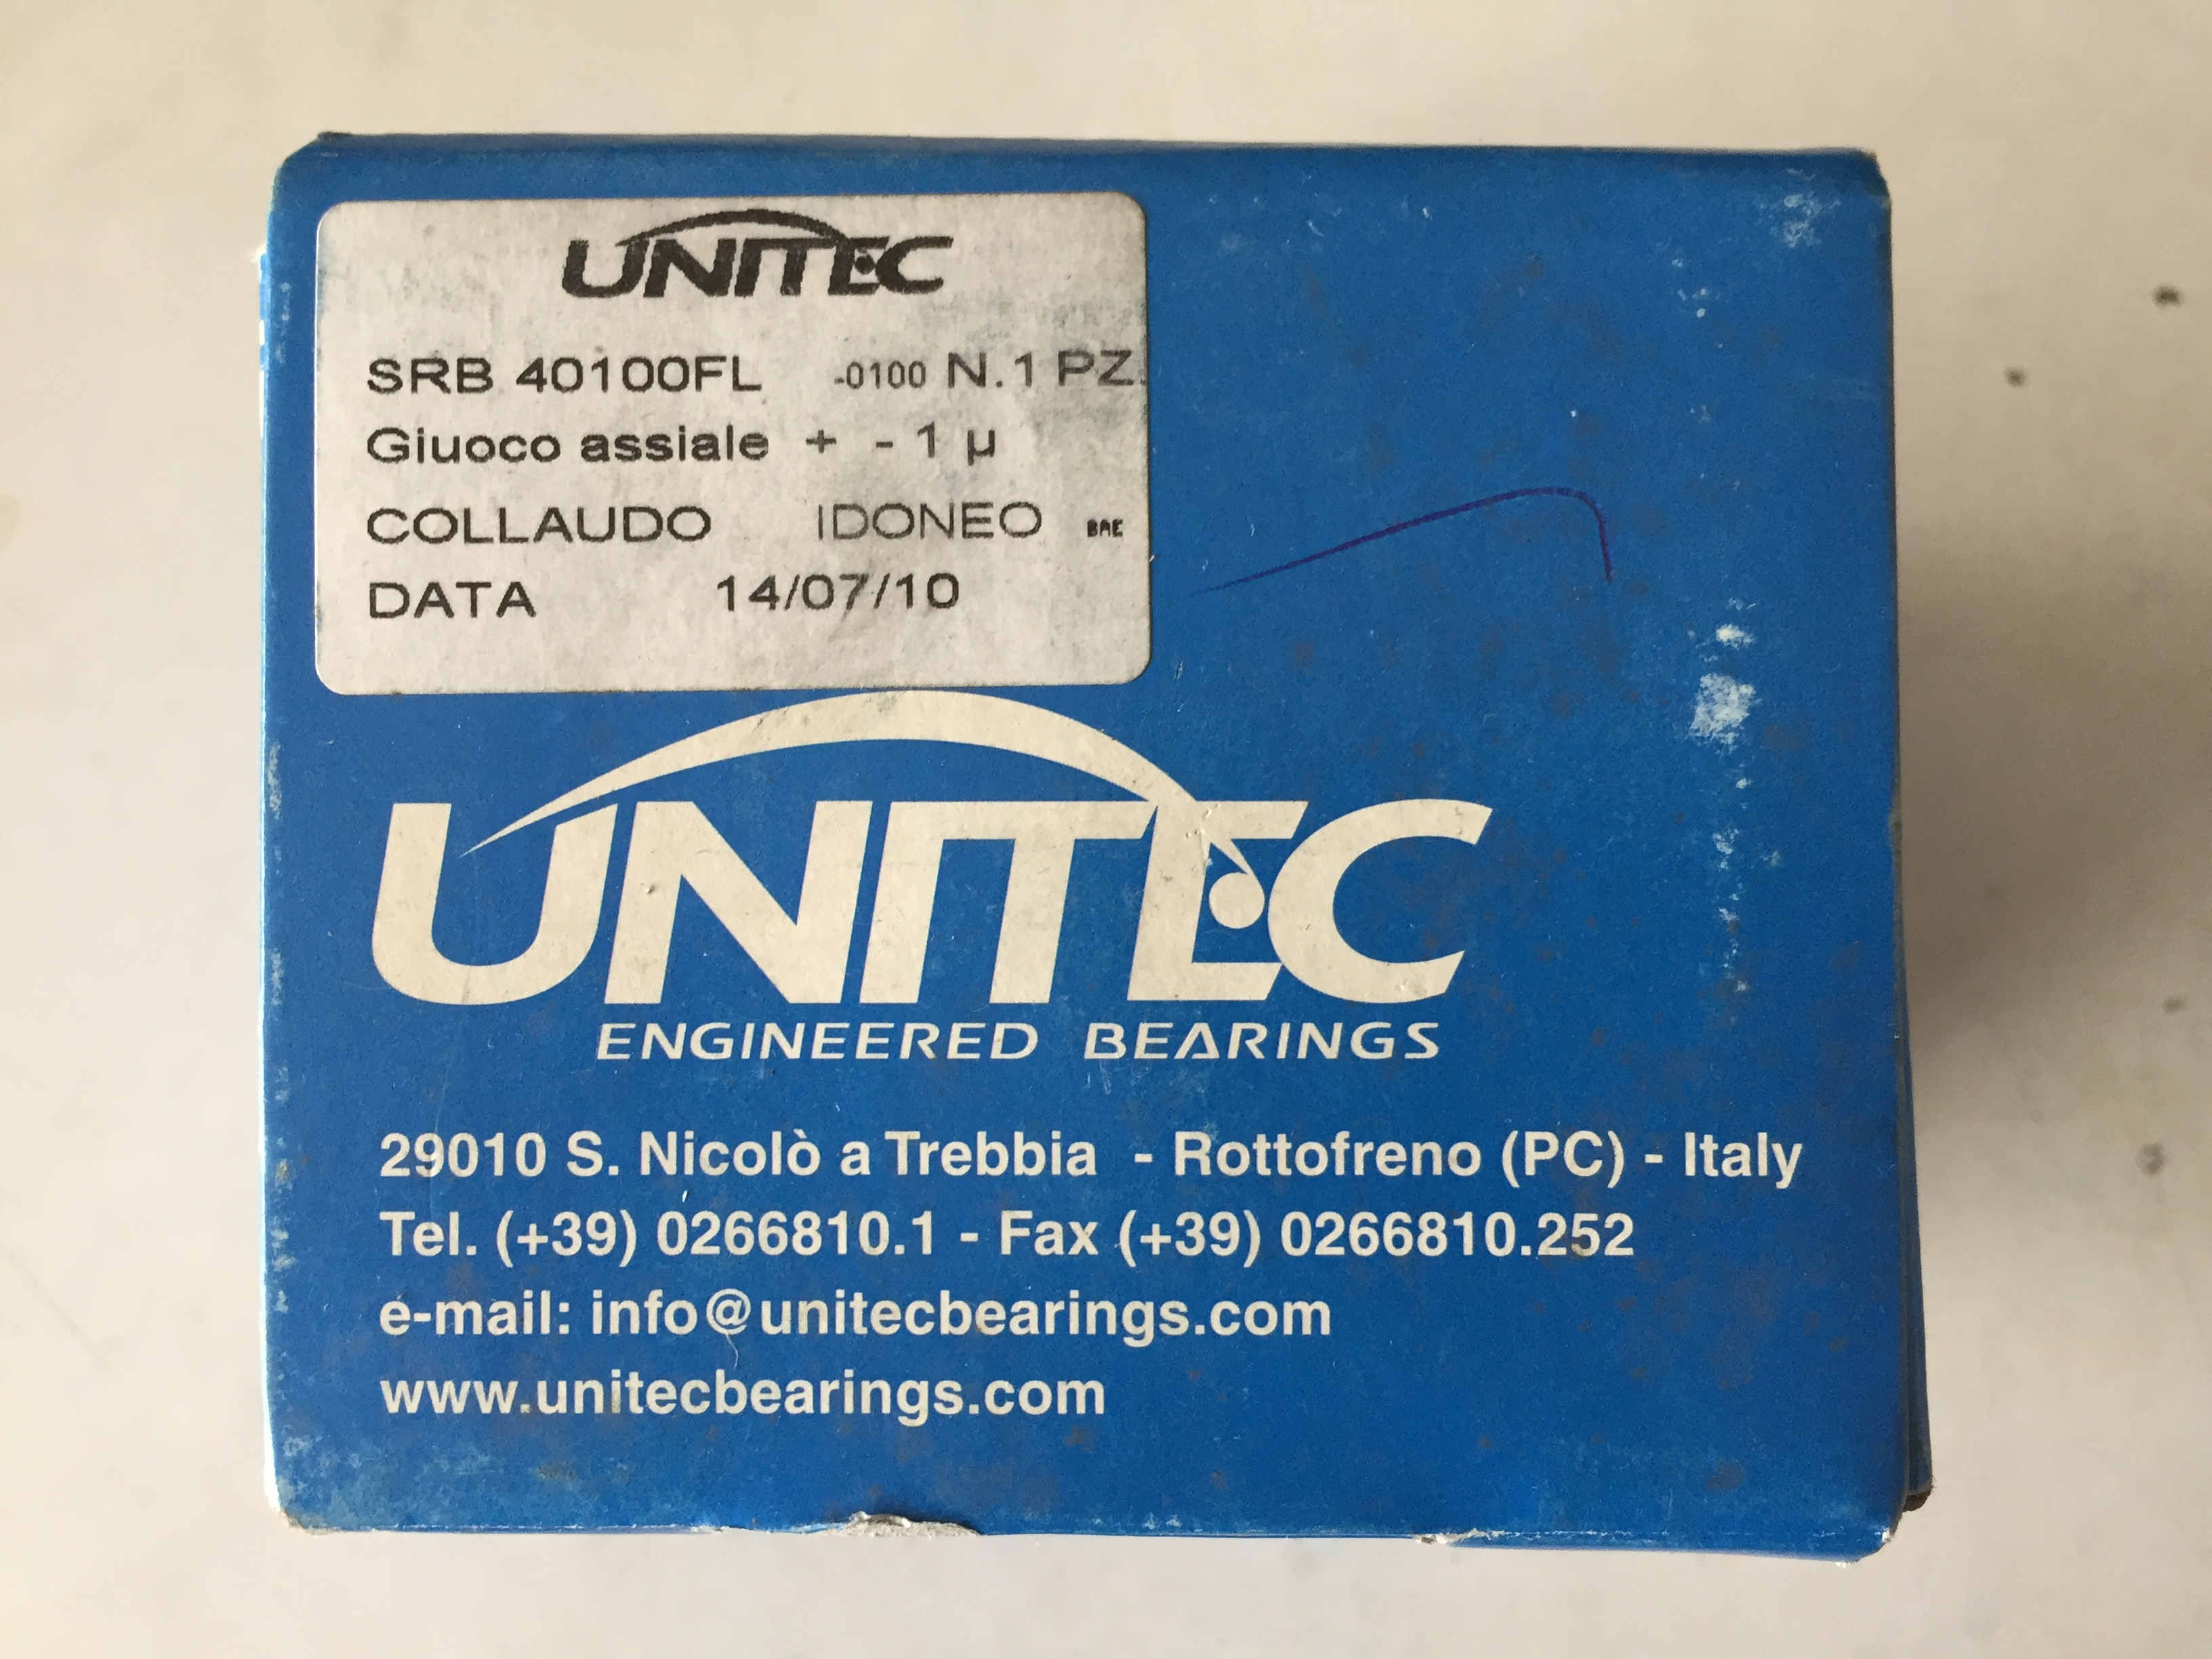 UNITEC
SRB 40100FL -0100 N.1 PZ.
Giuoco assiale + - 1 µ
COLLAUDO IDONEO BAE
DATA 14/07/10
UNITEC
ENGINEERED BEARINGS
29010 S. Nicolò a Trebbia - Rottofreno (PC) - Italy
Tel. (+39) 0266810.1 - Fax (+39) 0266810.252
e-mail: info@unitecbearings.com
www.unitecbearings.com